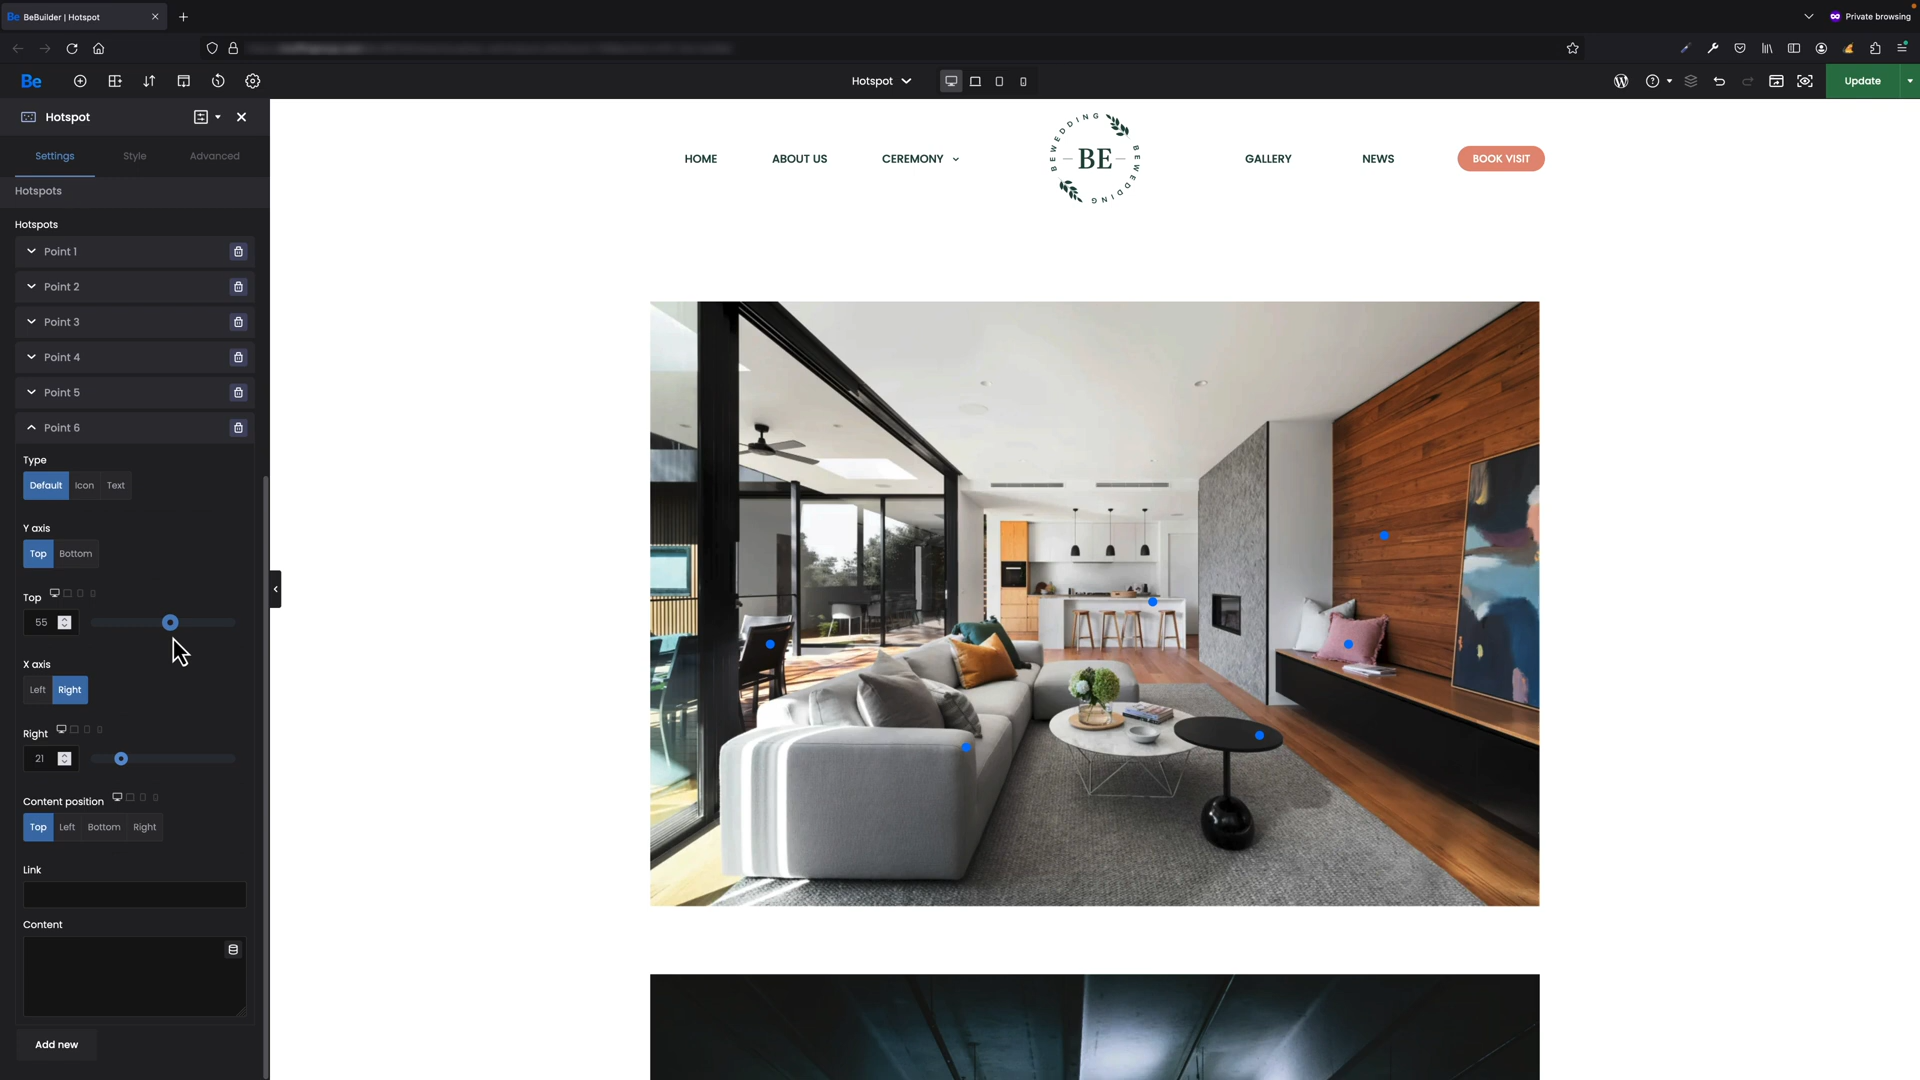 Be BeBuilder | Hotspot
Private browsing
Be
Hotspot
Update
Hotspot
Settings Style Advanced
Hotspots
Hotspots
Point 1
Point 2
Point 3
Point 4
Point 5
Point 6
Type
Default Icon Text
Y axis
Top Bottom
Top
55
X axis
Left Right
Right
21
Content position
Top Left Bottom Right
Link
Content
Add new
HOME ABOUT US CEREMONY
BEWEDDING
— BE —
BEWEDDING
GALLERY NEWS BOOK VISIT